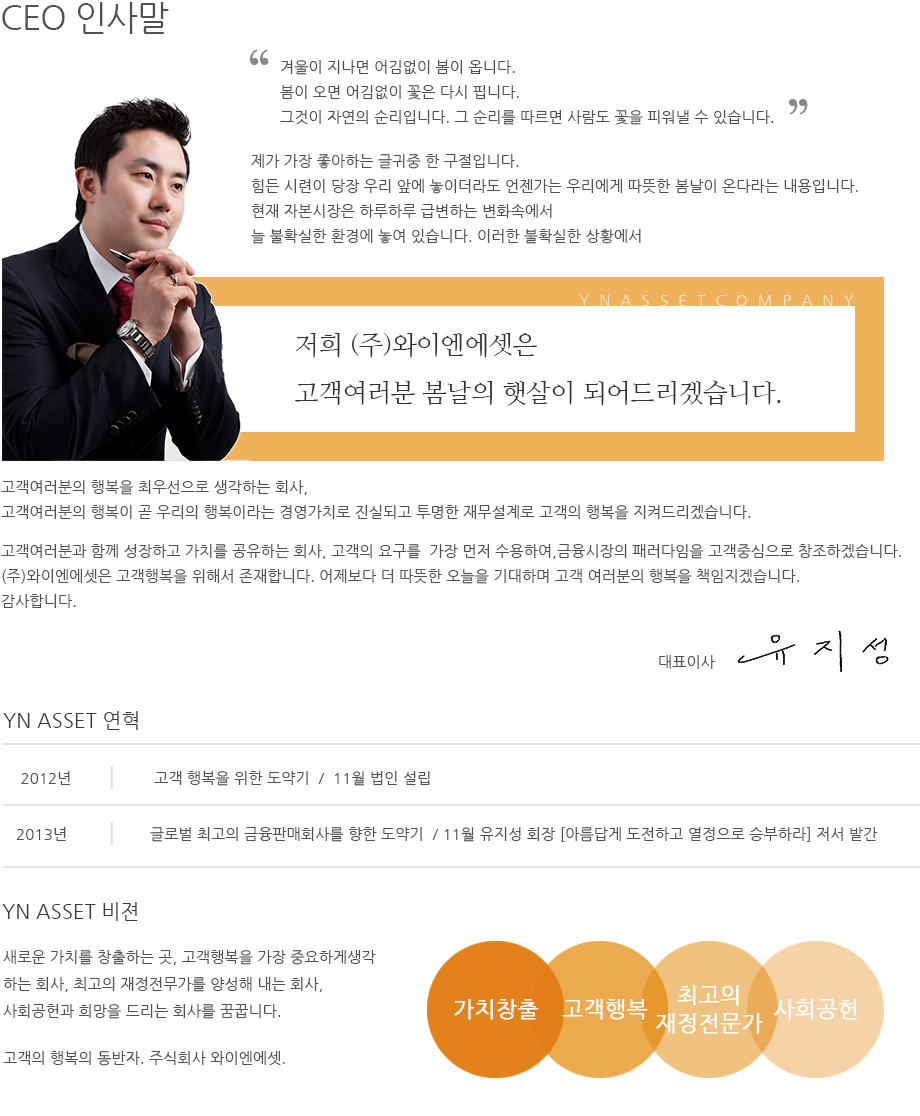 CEO 인사말
“ 겨울이 지나면 어김없이 봄이 옵니다.
봄이 오면 어김없이 꽃은 다시 핍니다.
그것이 자연의 순리입니다. 그 순리를 따르면 사람도 꽃을 피워낼 수 있습니다. ”
제가 가장 좋아하는 글귀중 한 구절입니다.
힘든 시련이 당장 우리 앞에 놓이더라도 언젠가는 우리에게 따뜻한 봄날이 온다라는 내용입니다.
현재 자본시장은 하루하루 급변하는 변화속에서
늘 불확실한 환경에 놓여 있습니다. 이러한 불확실한 상황에서
YNASSETCOMPANY
저희 (주)와이엔에셋은
고객여러분 봄날의 햇살이 되어드리겠습니다.
고객여러분의 행복을 최우선으로 생각하는 회사,
고객여러분의 행복이 곧 우리의 행복이라는 경영가치로 진실되고 투명한 재무설계로 고객의 행복을 지켜드리겠습니다.
고객여러분과 함께 성장하고 가치를 공유하는 회사, 고객의 요구를 가장 먼저 수용하여,금융시장의 패러다임을 고객중심으로 창조하겠습니다.
(주)와이엔에셋은 고객행복을 위해서 존재합니다. 어제보다 더 따뜻한 오늘을 기대하며 고객 여러분의 행복을 책임지겠습니다.
감사합니다.
대표이사 유지성
YN ASSET 연혁
2012년 고객 행복을 위한 도약기 / 11월 법인 설립
2013년 글로벌 최고의 금융판매회사를 향한 도약기 / 11월 유지성 회장 [아름답게 도전하고 열정으로 승부하라] 저서 발간
YN ASSET 비젼
새로운 가치를 창출하는 곳, 고객행복을 가장 중요하게생각
하는 회사, 최고의 재정전무가를 양성해 내는 회사,
사회공헌과 희망을 드리는 회사를 꿈꿉니다.
고객의 행복의 동반자. 주식회사 와이엔에셋.
가치창출
고객행복
최고의
재정전문가
사회공헌